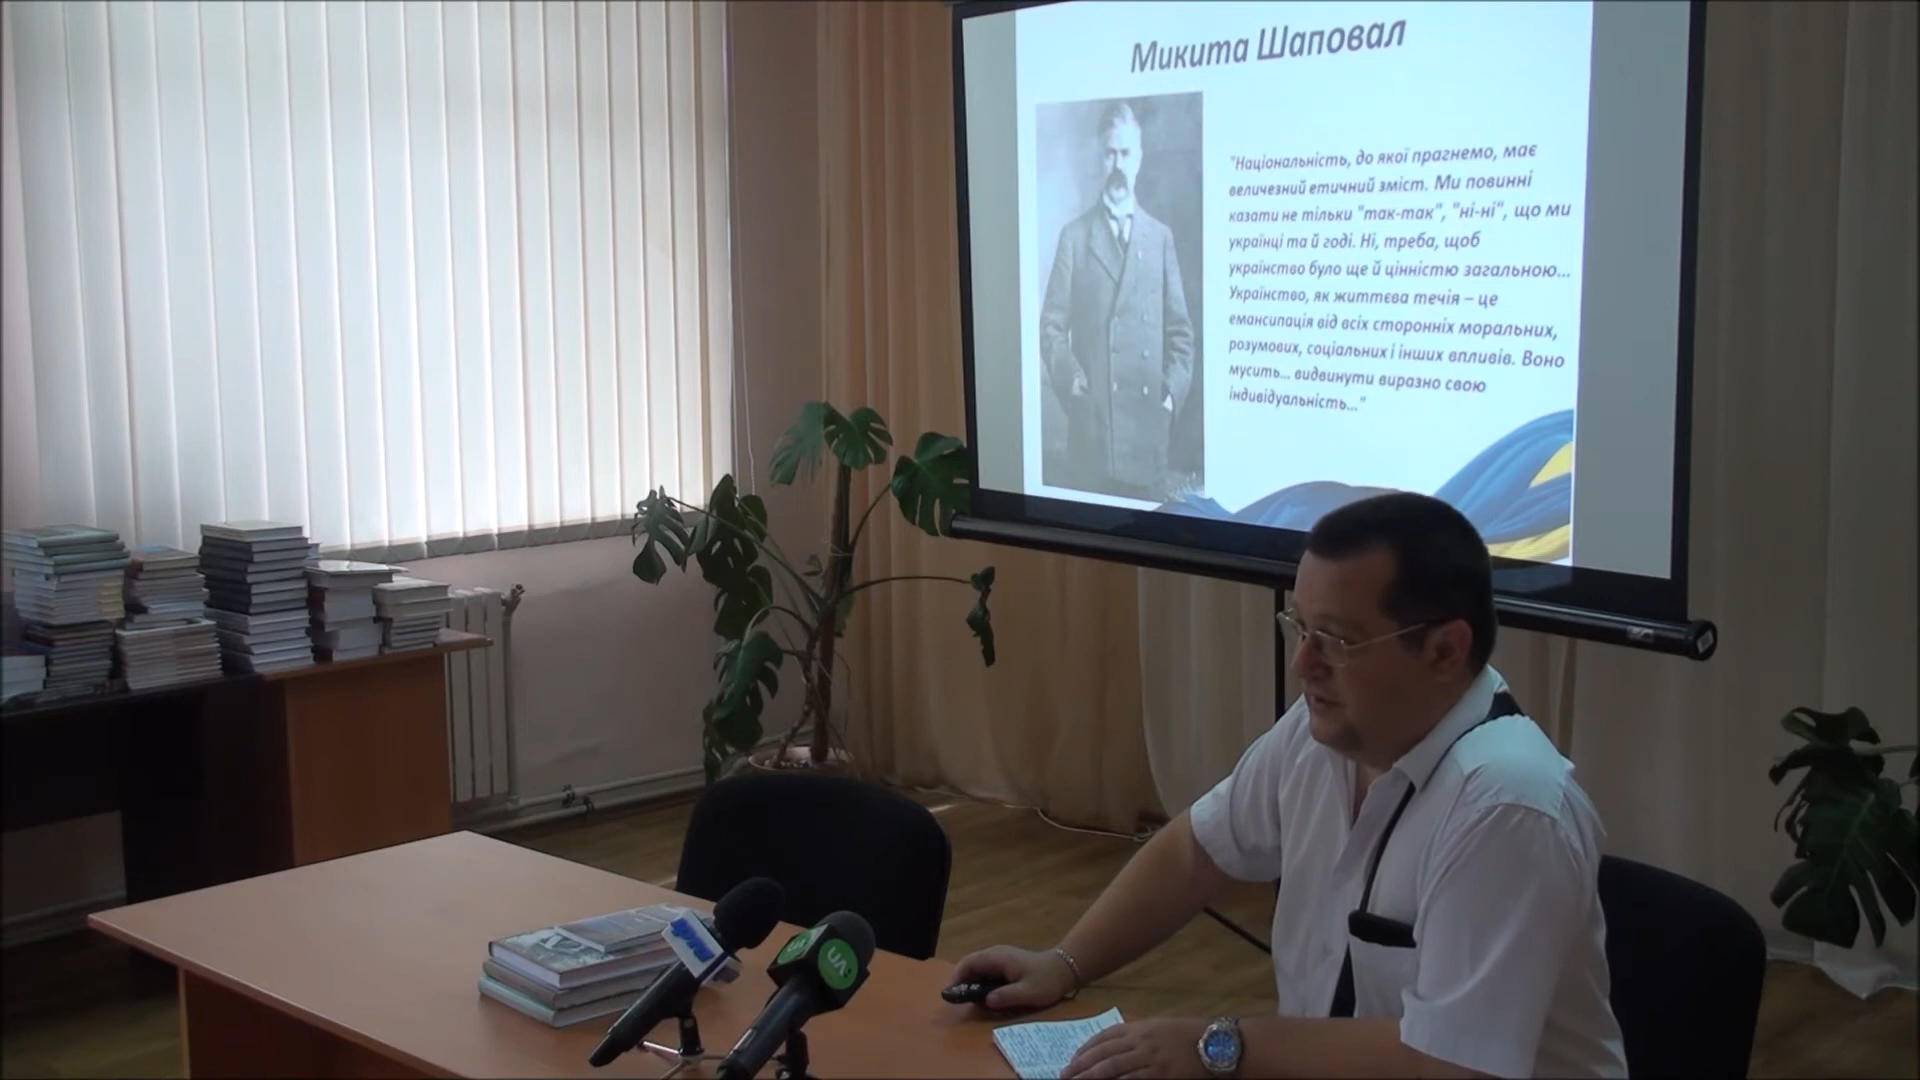 Микита Шаповал
"Національність, до якої прагнемо, має
величезний етичний зміст. Ми повинні
казати не тільки "так-так", "ні-ні", що ми
українці та й годі. Ні, треба, щоб
українство було ще й цінністю загальною...
Українство, як життєва течія – це
емансипація від всіх сторонніх моральних,
розумових, соціальних і інших впливів. Воно
мусить... видвинути виразно свою
індивідуальність..."
UA: